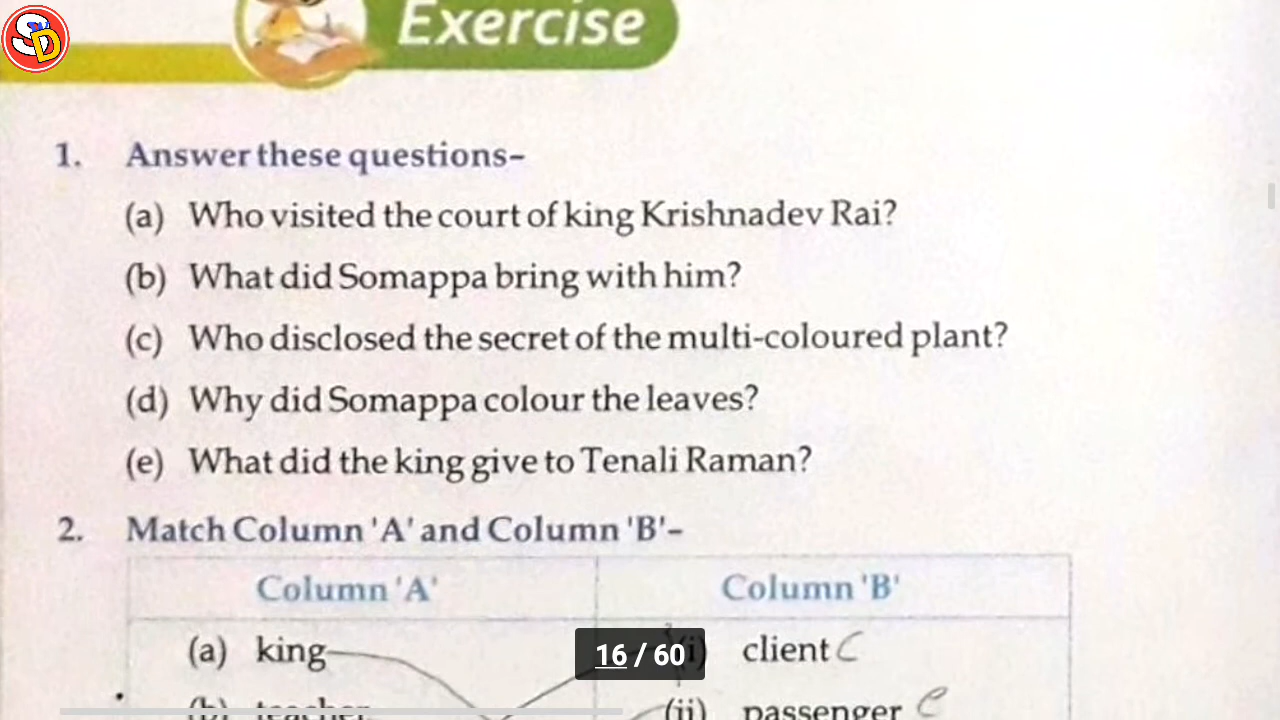 SD
Exercise
1. Answer these questions-
(a) Who visited the court of king Krishnadev Rai?
(b) What did Somappa bring with him?
(c) Who disclosed the secret of the multi-coloured plant?
(d) Why did Somappa colour the leaves?
(e) What did the king give to Tenali Raman?
2. Match Column 'A' and Column 'B'-
Column 'A' Column 'B'
(a) king (i) client C
16 / 60
(b) teacher (ii) passenger e